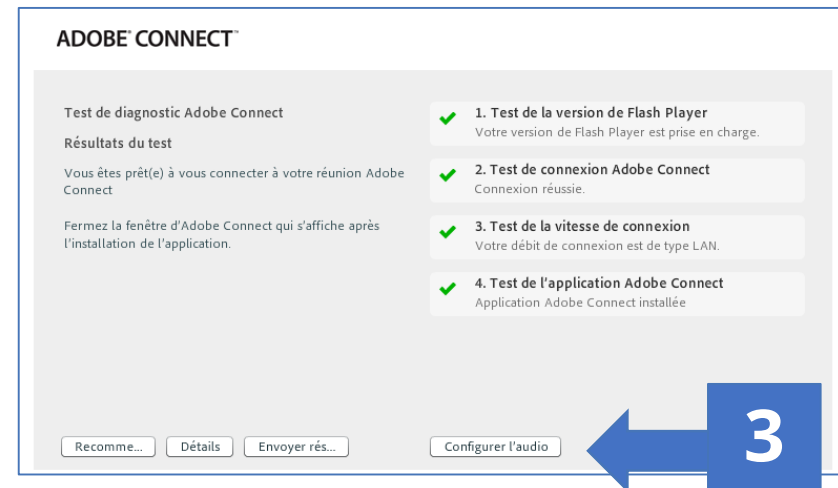 ADOBE® CONNECT™
Test de diagnostic Adobe Connect
Résultats du test
Vous êtes prêt(e) à vous connecter à votre réunion Adobe
Connect
Fermez la fenêtre d'Adobe Connect qui s'affiche après
l'installation de l'application.
1. Test de la version de Flash Player
Votre version de Flash Player est prise en charge.
2. Test de connexion Adobe Connect
Connexion réussie.
3. Test de la vitesse de connexion
Votre débit de connexion est de type LAN.
4. Test de l'application Adobe Connect
Application Adobe Connect installée
Recomme... Détails Envoyer rés... Configurer l'audio
3